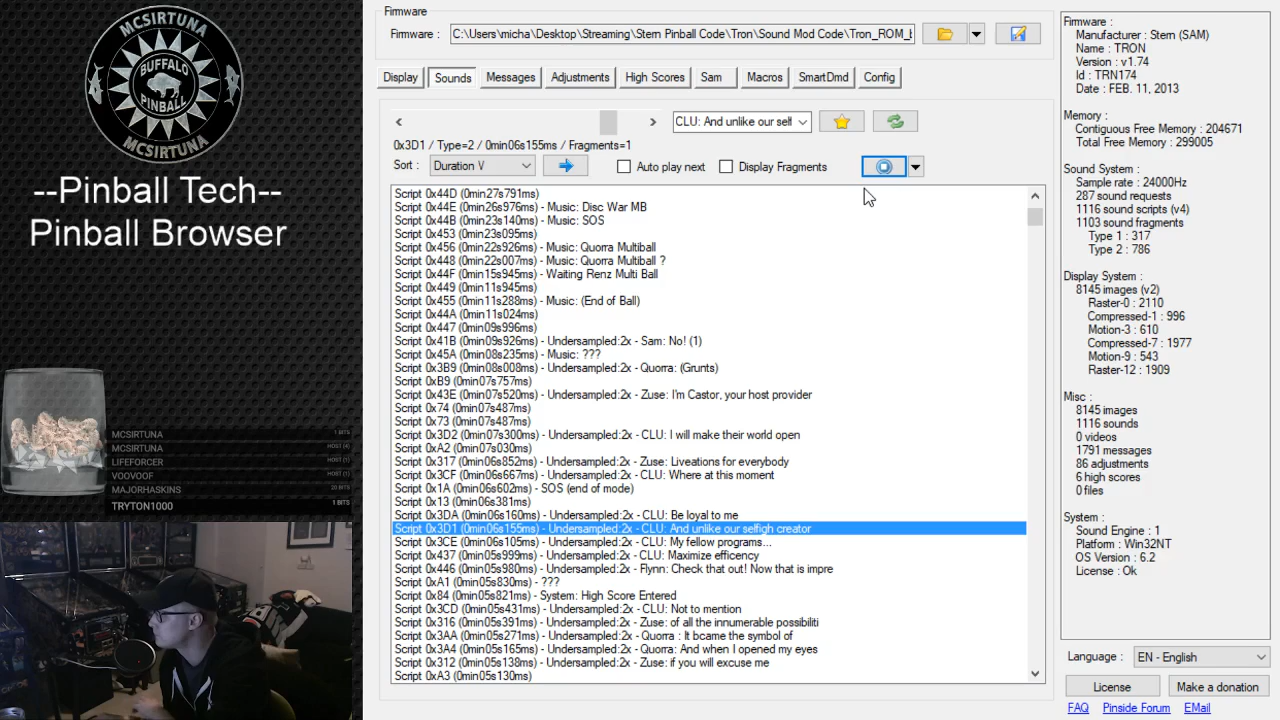 MCSIRTUNA
BUFFALO
PINBALL
MCSIRTUNA
--Pinball Tech--
Pinball Browser
MCSIRTUNA 1 BITS
MCSIRTUNA HOST (4)
LIFEFORCER HOST (1)
VOOVOOF HOST (1)
MAJORHASKINS 20 BITS
TRYTON1000 1 BITS
Firmware
Firmware : C:\Users\micha\Desktop\Streaming\Stern Pinball Code\Tron\Sound Mod Code\Tron_ROM_t
Display Sounds Messages Adjustments High Scores Sam Macros SmartDmd Config
< > CLU: And unlike our self
0x3D1 / Type=2 / 0min06s155ms / Fragments=1
Sort : Duration V Auto play next Display Fragments
Script 0x44D (0min27s791ms)
Script 0x44E (0min26s976ms) - Music: Disc War MB
Script 0x44B (0min23s140ms) - Music: SOS
Script 0x453 (0min23s095ms)
Script 0x456 (0min22s926ms) - Music: Quorra Multiball
Script 0x448 (0min22s007ms) - Music: Quorra Multiball ?
Script 0x44F (0min15s945ms) - Waiting Renz Multi Ball
Script 0x449 (0min11s945ms)
Script 0x455 (0min11s288ms) - Music: (End of Ball)
Script 0x44A (0min11s024ms)
Script 0x447 (0min09s996ms)
Script 0x41B (0min09s926ms) - Undersampled:2x - Sam: No! (1)
Script 0x45A (0min08s235ms) - Music: ???
Script 0x3B9 (0min08s008ms) - Undersampled:2x - Quorra: (Grunts)
Script 0xB9 (0min07s757ms)
Script 0x43E (0min07s520ms) - Undersampled:2x - Zuse: I'm Castor, your host provider
Script 0x74 (0min07s487ms)
Script 0x73 (0min07s487ms)
Script 0x3D2 (0min07s300ms) - Undersampled:2x - CLU: I will make their world open
Script 0xA2 (0min07s030ms)
Script 0x317 (0min06s852ms) - Undersampled:2x - Zuse: Liveations for everybody
Script 0x3CF (0min06s667ms) - Undersampled:2x - CLU: Where at this moment
Script 0x1A (0min06s602ms) - SOS (end of mode)
Script 0x13 (0min06s381ms)
Script 0x3DA (0min06s160ms) - Undersampled:2x - CLU: Be loyal to me
Script 0x3D1 (0min06s155ms) - Undersampled:2x - CLU: And unlike our selfigh creator
Script 0x3CE (0min06s105ms) - Undersampled:2x - CLU: My fellow programs...
Script 0x437 (0min05s999ms) - Undersampled:2x - CLU: Maximize efficency
Script 0x446 (0min05s980ms) - Undersampled:2x - Flynn: Check that out! Now that is impre
Script 0xA1 (0min05s830ms) - ???
Script 0x84 (0min05s821ms) - System: High Score Entered
Script 0x3CD (0min05s431ms) - Undersampled:2x - CLU: Not to mention
Script 0x316 (0min05s391ms) - Undersampled:2x - Zuse: of all the innumerable possibiliti
Script 0x3AA (0min05s271ms) - Undersampled:2x - Quorra : It bcame the symbol of
Script 0x3A4 (0min05s165ms) - Undersampled:2x - Quorra: And when I opened my eyes
Script 0x312 (0min05s138ms) - Undersampled:2x - Zuse: if you will excuse me
Script 0xA3 (0min05s130ms)
Firmware :
Manufacturer : Stern (SAM)
Name : TRON
Version : v1.74
Id : TRN174
Date : FEB. 11, 2013
Memory :
Contiguous Free Memory : 204671
Total Free Memory : 299005
Sound System :
Sample rate : 24000Hz
287 sound requests
1116 sound scripts (v4)
1103 sound fragments
Type 1 : 317
Type 2 : 786
Display System :
8145 images (v2)
Raster-0 : 2110
Compressed-1 : 996
Motion-3 : 610
Compressed-7 : 1977
Motion-9 : 543
Raster-12 : 1909
Misc :
8145 images
1116 sounds
0 videos
1791 messages
86 adjustments
6 high scores
0 files
System :
Sound Engine : 1
Platform : Win32NT
OS Version : 6.2
License : Ok
Language : EN - English
License Make a donation
FAQ Pinside Forum EMail